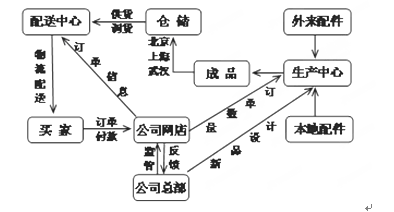 配送中心
供货
调货
仓储
外来配件
北京
上海
武汉
成品
生产中心
物流配送
订单信息
买家
订单
付款
公司网店
订单数量
本地配件
监管
反馈
新品设计
公司总部